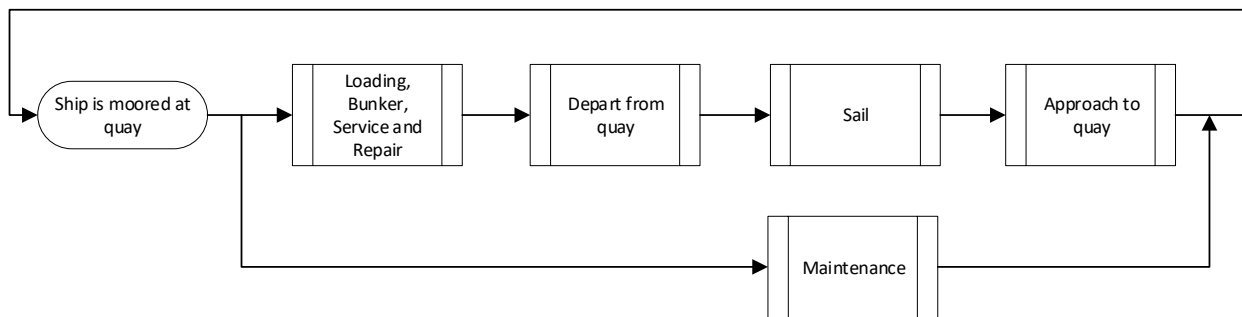 Ship is moored at
quay
Loading,
Bunker,
Service and
Repair
Depart from
quay
Sail
Approach to
quay
Maintenance